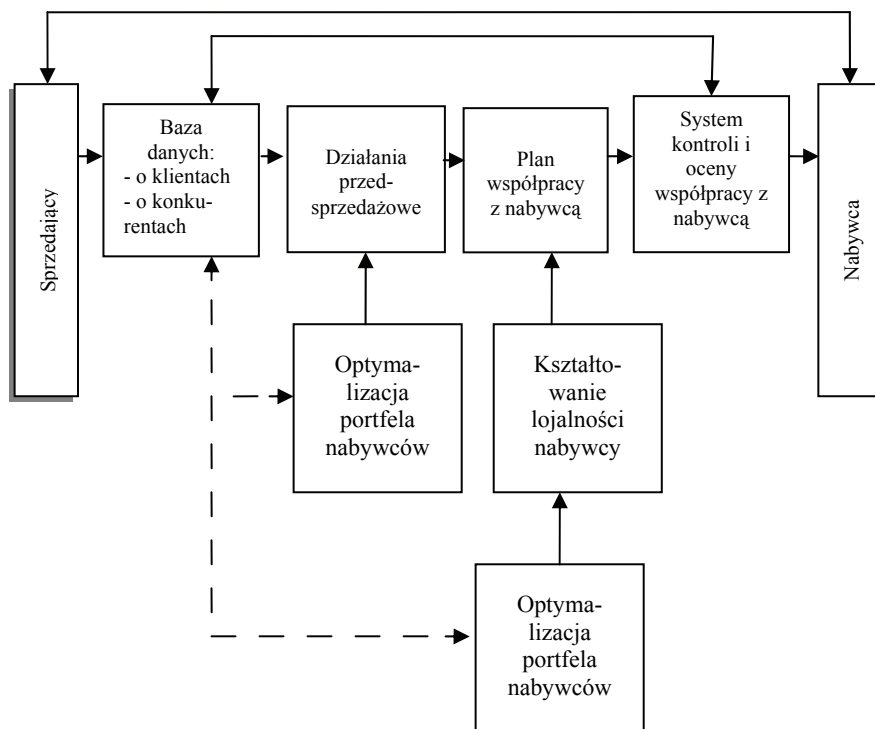 Sprzedający
Baza
danych:
- o klientach
- o konku-
rentach
Działania
przed-
sprzedażowe
Plan
współpracy
z nabywcą
System
kontroli i
oceny
współpracy z
nabywcą
Nabywca
Optyma-
lizacja
portfela
nabywców
Kształto-
wanie
lojalności
nabywcy
Optyma-
lizacja
portfela
nabywców